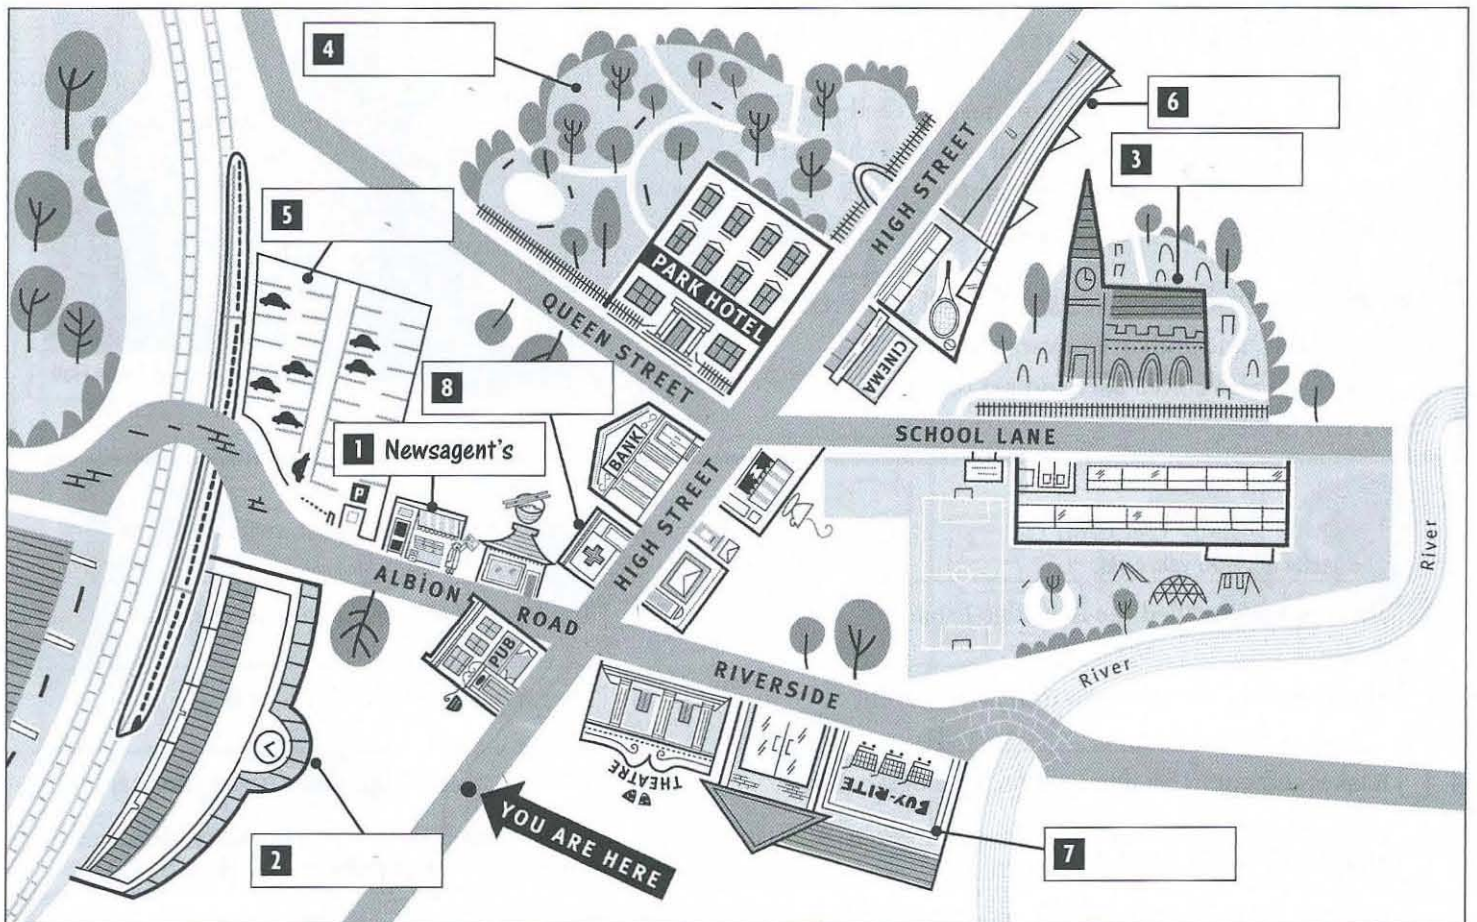 4
6
HIGH STREET
3
5
PARK HOTEL
QUEEN STREET
CINEMA
8
SCHOOL LANE
1 Newsagent's
BANK
P
HIGH STREET
River
ALBION ROAD
PUB
RIVERSIDE
River
THEATRE
BUY-RITE
YOU ARE HERE
2
7